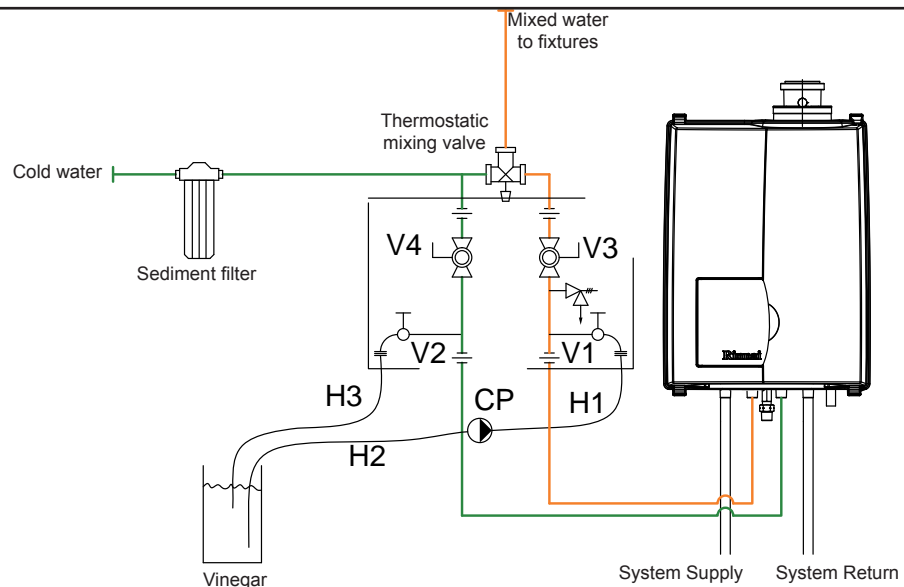 Mixed water
to fixtures
Thermostatic
mixing valve
Cold water
Sediment filter
V4
V3
V2
V1
Rinnai
H3
CP
H1
H2
Vinegar
System Supply
System Return